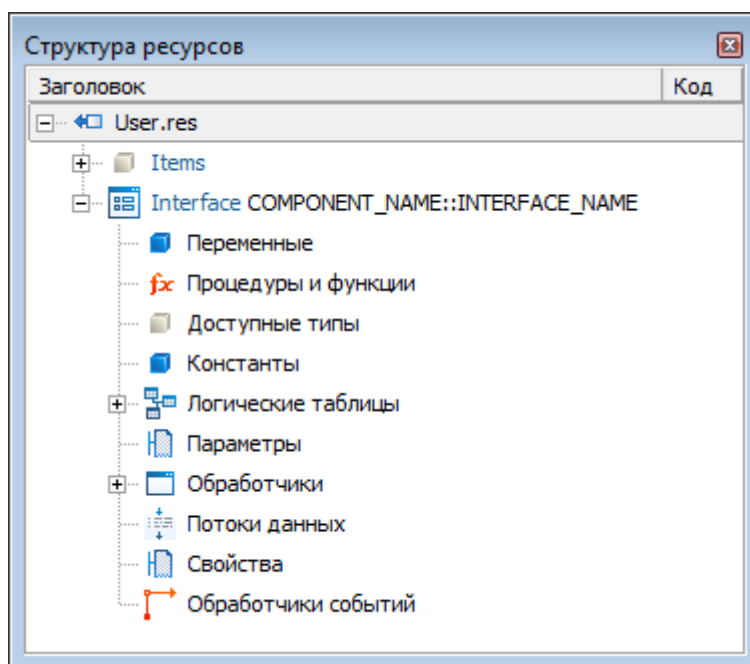 Структура ресурсов
Заголовок Код
User.res
Items
Interface COMPONENT_NAME::INTERFACE_NAME
Переменные
fx Процедуры и функции
Доступные типы
Константы
Логические таблицы
Параметры
Обработчики
Потоки данных
Свойства
Обработчики событий